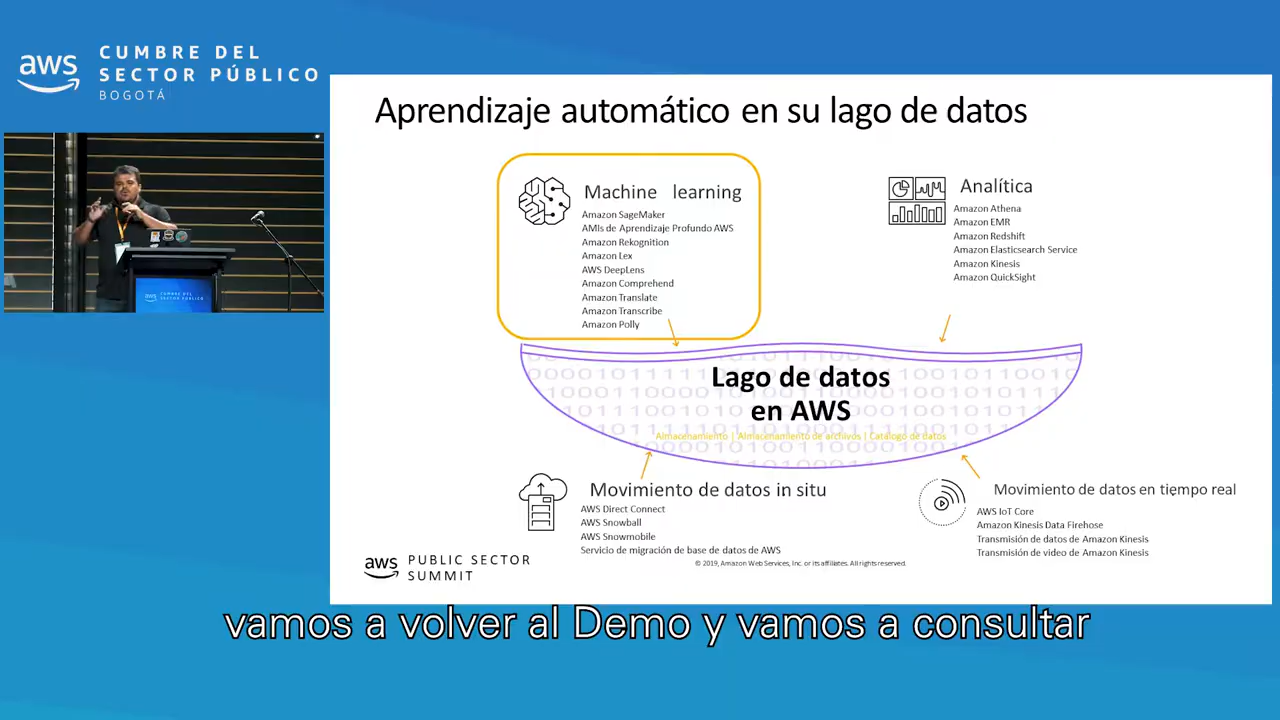 aws
CUMBRE DEL
SECTOR PÚBLICO
BOGOTÁ
Aprendizaje automático en su lago de datos
Machine learning
Amazon SageMaker
AMIs de Aprendizaje Profundo AWS
Amazon Rekognition
Amazon Lex
AWS DeepLens
Amazon Comprehend
Amazon Translate
Amazon Transcribe
Amazon Polly
Analítica
Amazon Athena
Amazon EMR
Amazon Redshift
Amazon Elasticsearch Service
Amazon Kinesis
Amazon QuickSight
Lago de datos
en AWS
Almacenamiento | Almacenamiento de archivos | Catálogo de datos
Movimiento de datos in situ
AWS Direct Connect
AWS Snowball
AWS Snowmobile
Servicio de migración de base de datos de AWS
Movimiento de datos en tiempo real
AWS IoT Core
Amazon Kinesis Data Firehose
Transmisión de datos de Amazon Kinesis
Transmisión de video de Amazon Kinesis
aws PUBLIC SECTOR
SUMMIT
© 2019, Amazon Web Services, Inc. or its affiliates. All rights reserved.
aws CUMBRE DEL
SECTOR PÚBLICO
vamos a volver al Demo y vamos a consultar